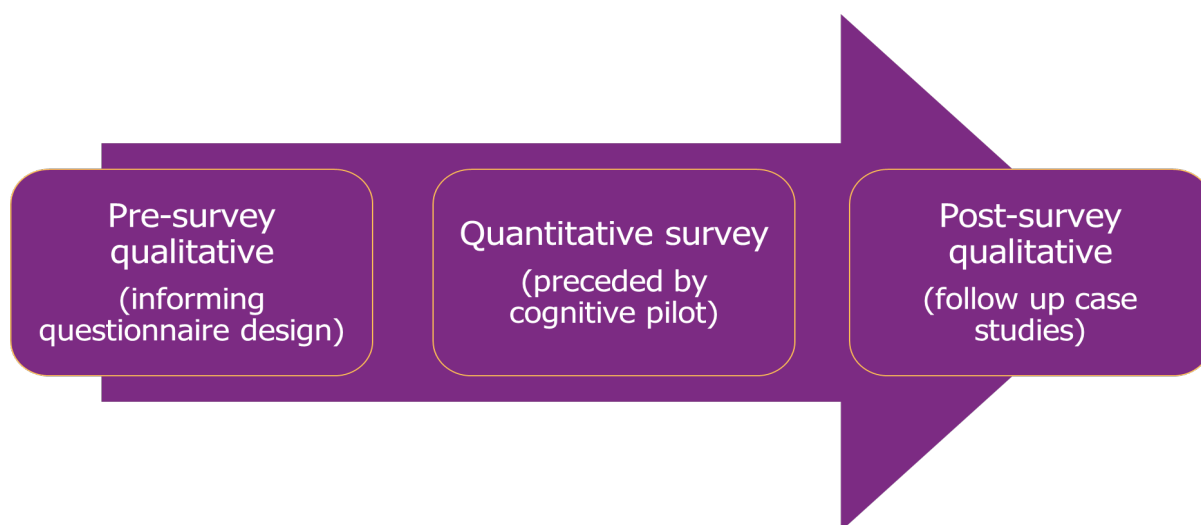 Pre-survey
qualitative
(informing
questionnaire design)
Quantitative survey
(preceded by
cognitive pilot)
Post-survey
qualitative
(follow up case
studies)